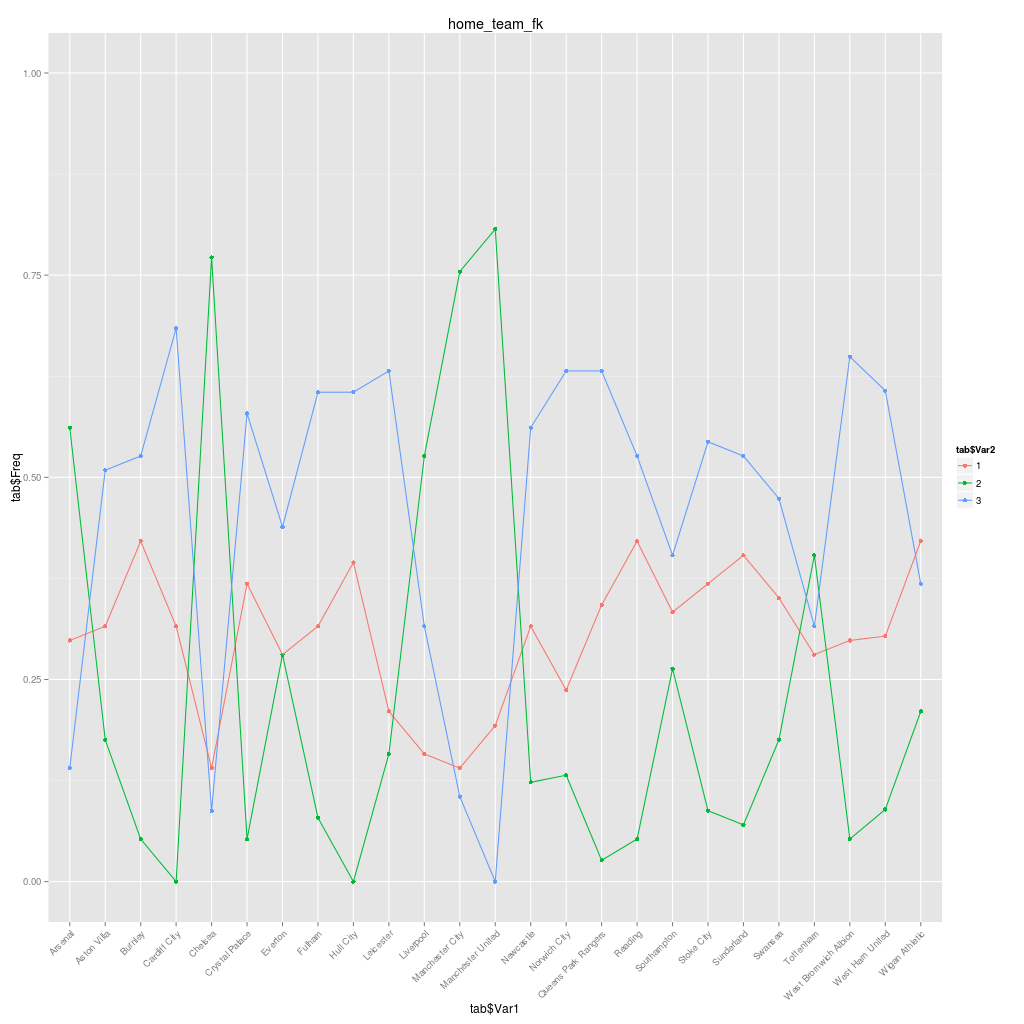 home_team_fk
1.00
0.75
0.50
0.25
0.00
tab$Freq
Arsenal
Aston Villa
Burnley
Cardiff City
Chelsea
Crystal Palace
Everton
Fulham
Hull City
Leicester
Liverpool
Manchester City
Manchester United
Newcastle
Norwich City
Queens Park Rangers
Reading
Southampton
Stoke City
Sunderland
Swansea
Tottenham
West Bromwich Albion
West Ham United
Wigan Athletic
tab$Var1
tab$Var2
1
2
3